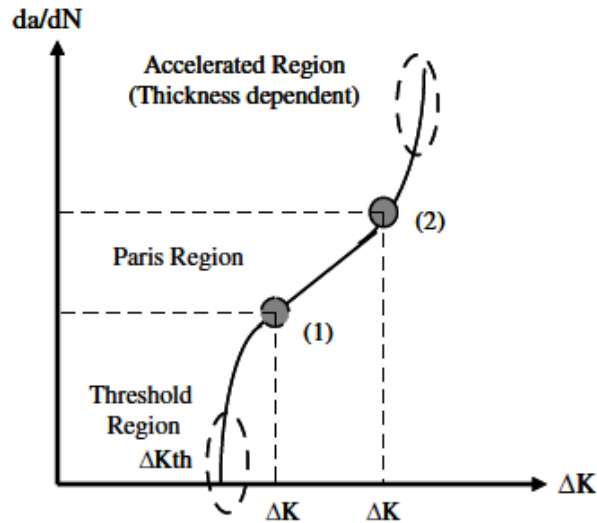 da/dN
Accelerated Region
(Thickness dependent)
(2)
Paris Region
(1)
Threshold
Region
ΔKth
ΔK
ΔK
ΔK